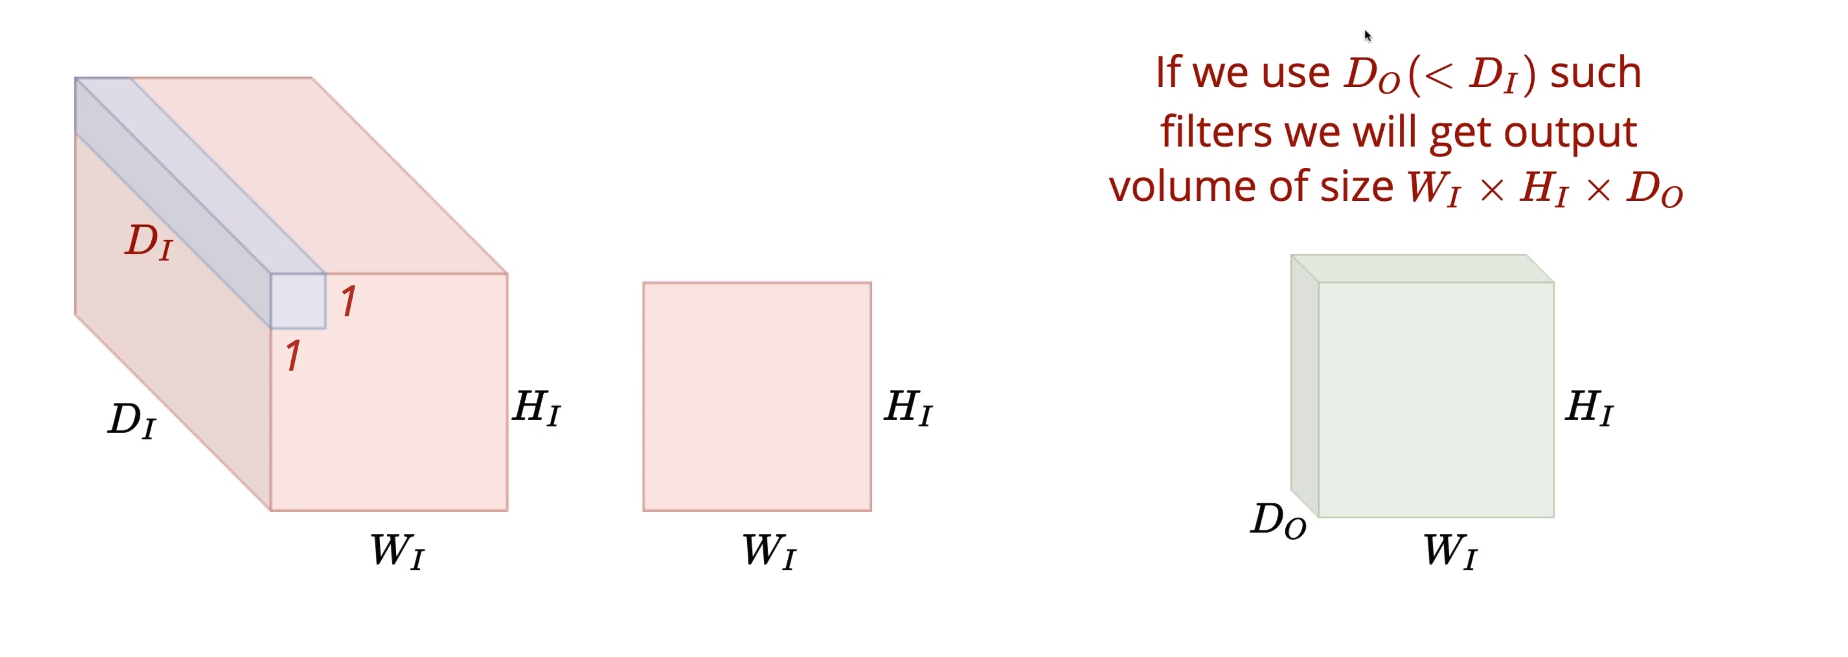 If we use D_O(< D_I) such
filters we will get output
volume of size W_I × H_I × D_O
D_I
1
1
D_I
H_I
W_I
H_I
W_I
H_I
D_O
W_I